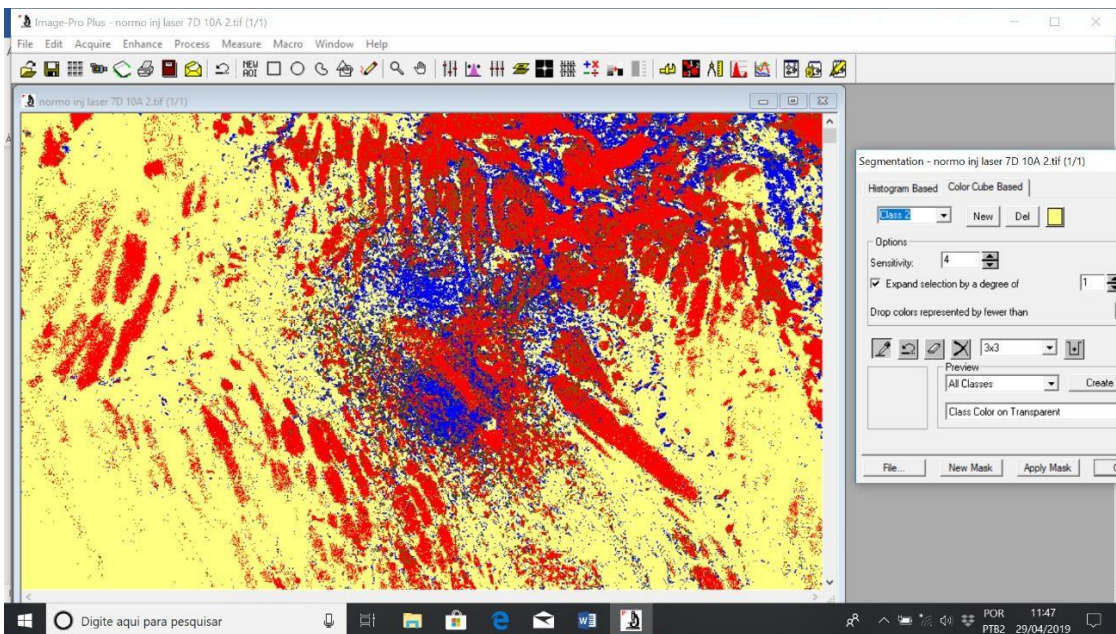 Image-Pro Plus - normo inj laser 7D 10A 2.tif (1/1)
File Edit Acquire Enhance Process Measure Macro Window Help
NEW
AOI
normo inj laser 7D 10A 2.tif (1/1)
Segmentation - normo inj laser 7D 10A 2.tif (1/1)
Histogram Based Color Cube Based
Class 2 New Del
Options
Sensitivity: 4
Expand selection by a degree of 1
Drop colors represented by fewer than
3x3
Preview
All Classes Create
Class Color on Transparent
File... New Mask Apply Mask
Digite aqui para pesquisar
POR 11:47
PTB2 29/04/2019